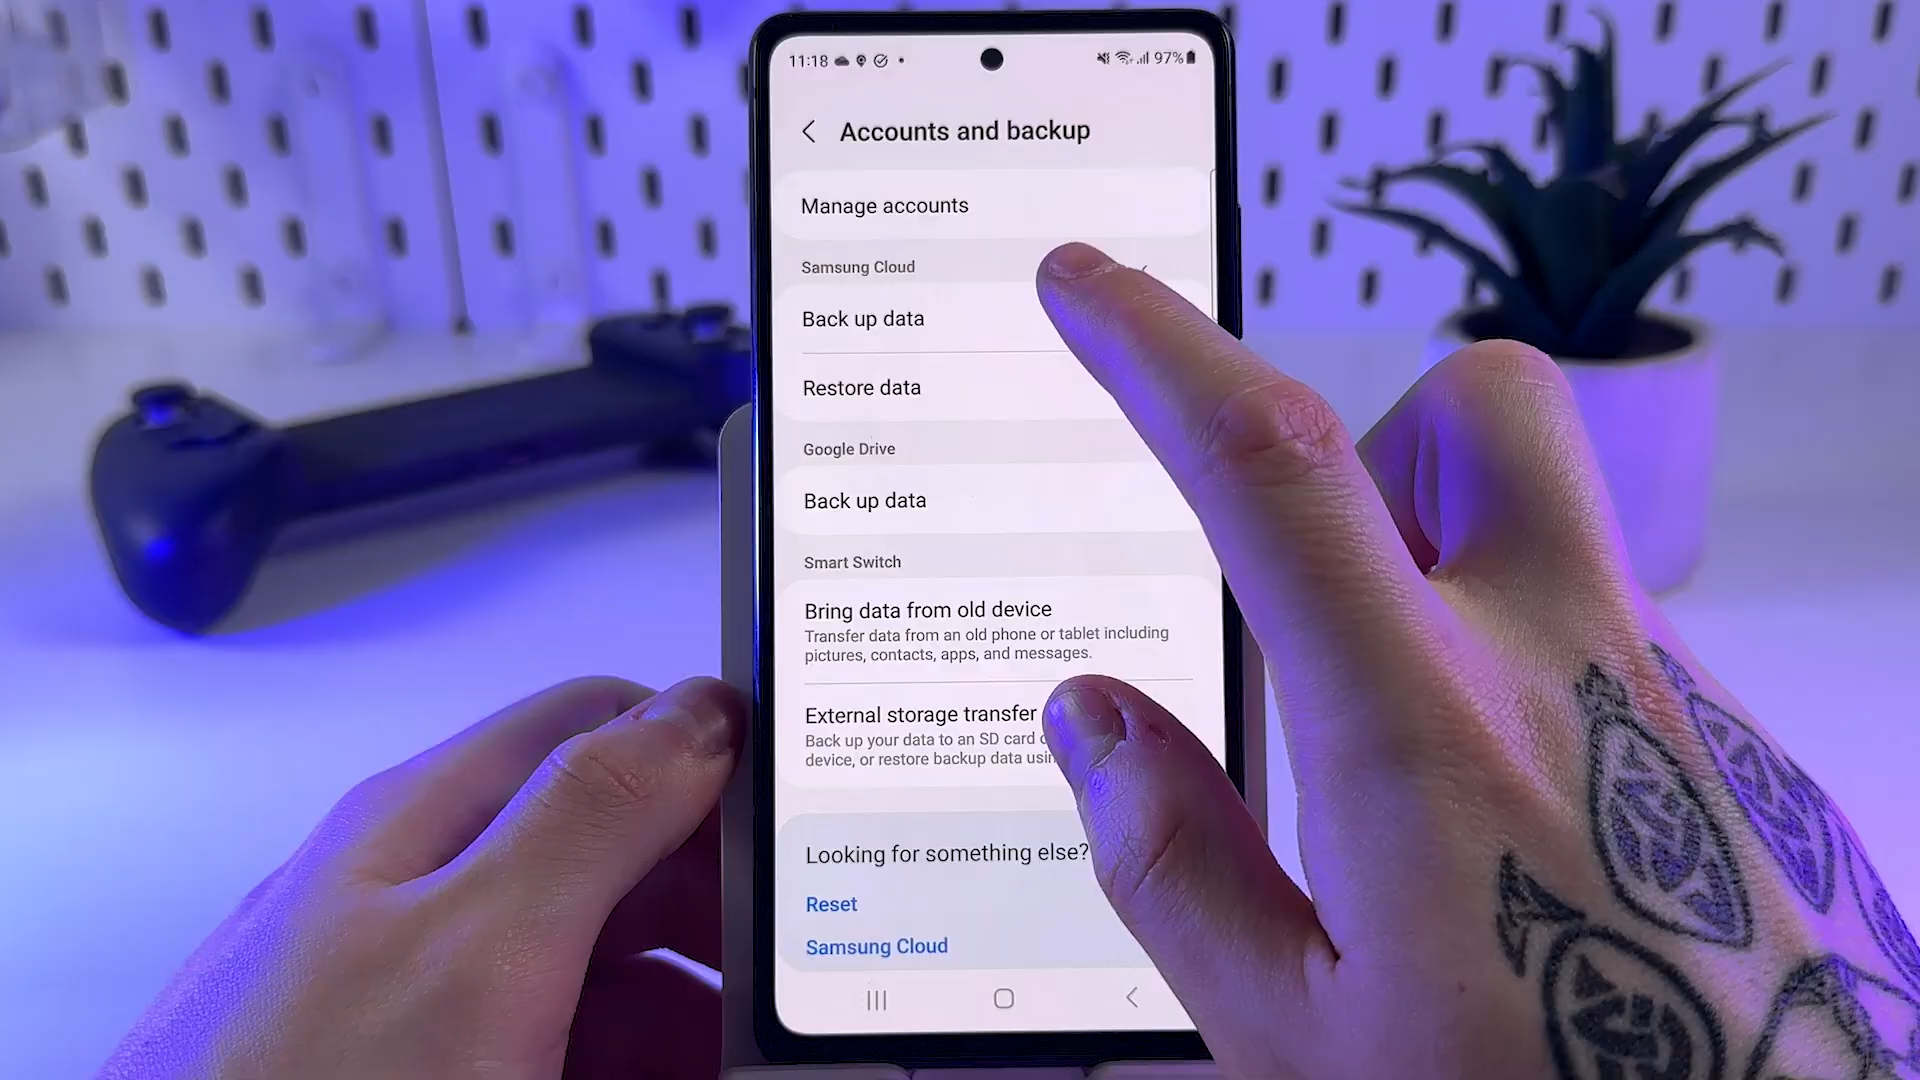 11:18
97%
Accounts and backup
Manage accounts
Samsung Cloud
Back up data
Restore data
Google Drive
Back up data
Smart Switch
Bring data from old device
Transfer data from an old phone or tablet including
pictures, contacts, apps, and messages.
External storage transfer
Back up your data to an SD card
device, or restore backup data
Looking for something else?
Reset
Samsung Cloud